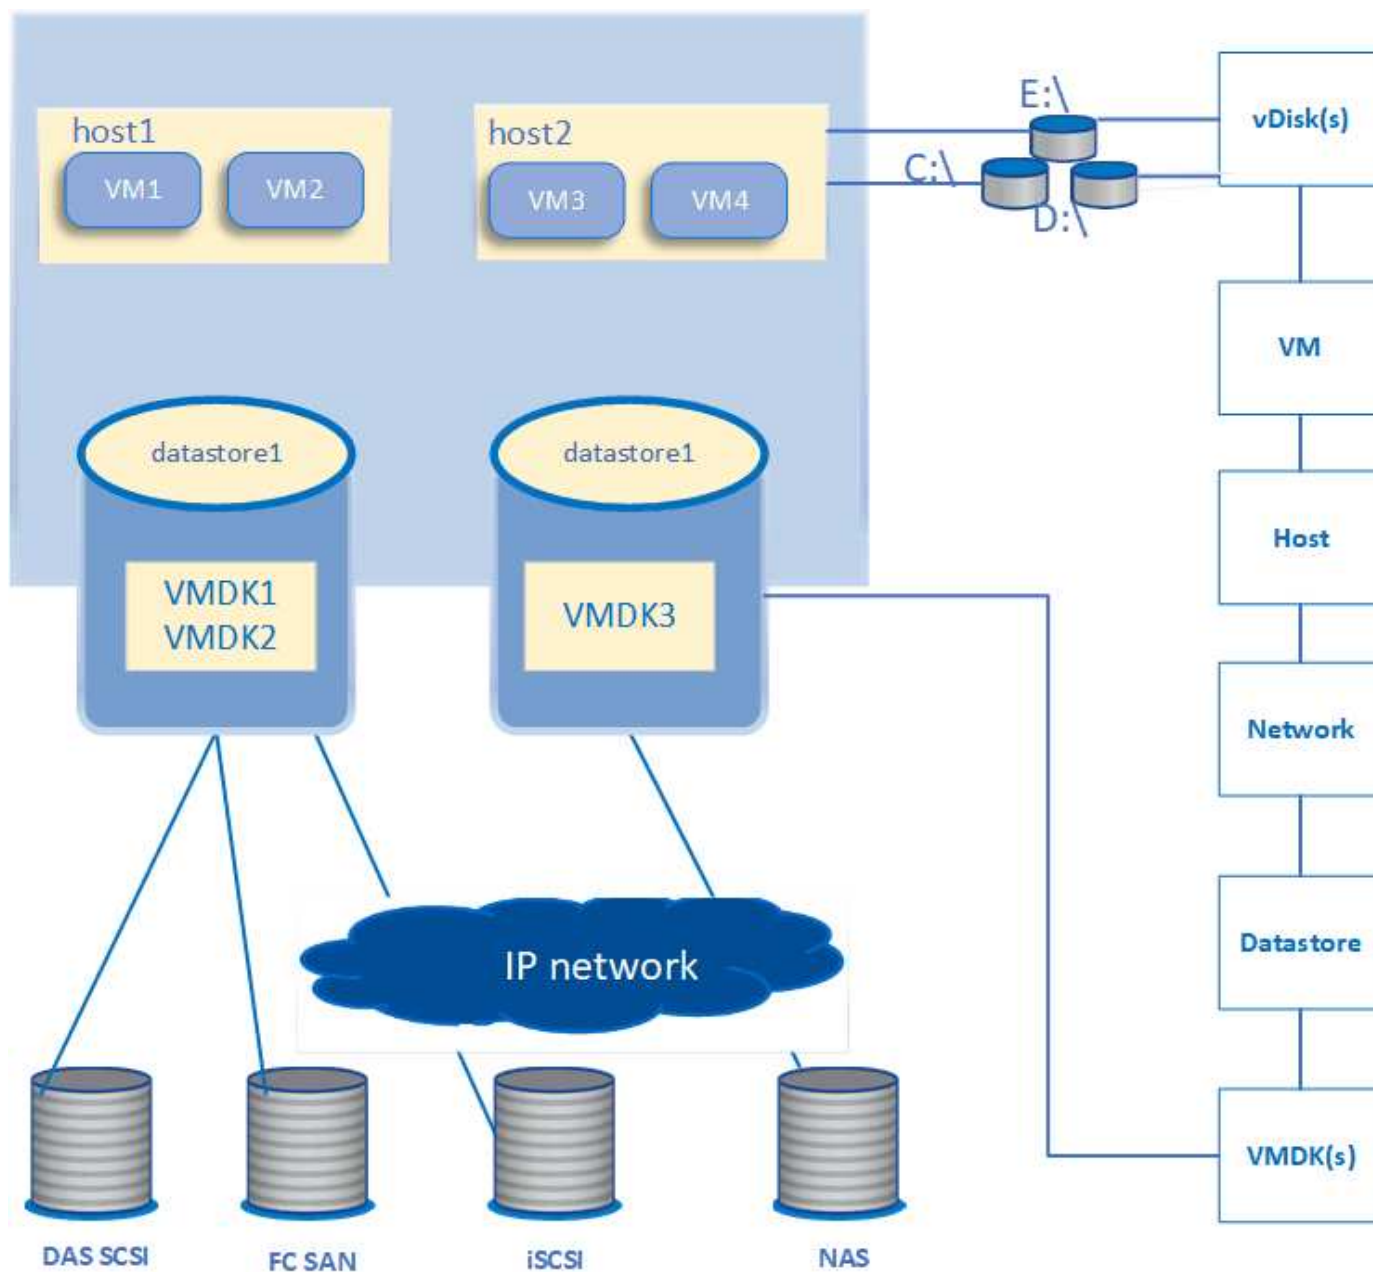 host1
VM1
VM2
host2
VM3
VM4
E:\
C:\
D:\
vDisk(s)
VM
Host
Network
Datastore
VMDK(s)
datastore1
VMDK1
VMDK2
datastore1
VMDK3
IP network
DAS SCSI
FC SAN
iSCSI
NAS